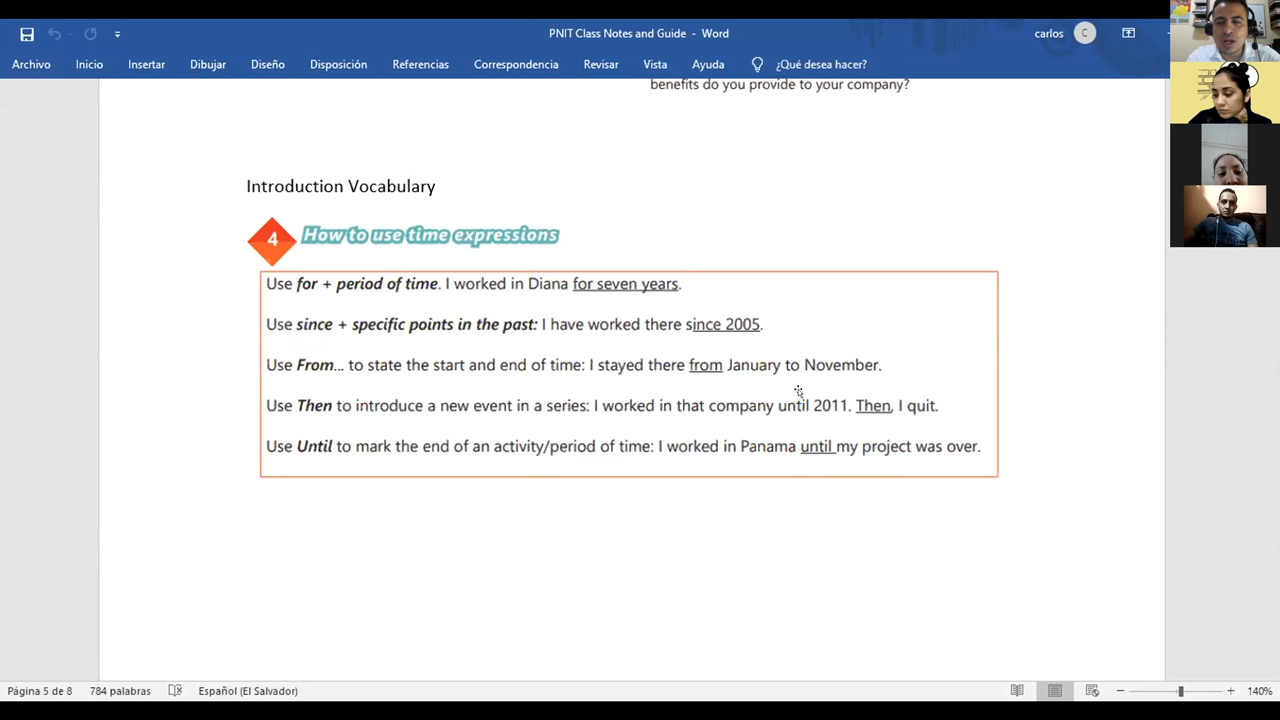 PNIT Class Notes and Guide - Word
carlos
C
Archivo Inicio Insertar Dibujar Diseño Disposición Referencias Correspondencia Revisar Vista Ayuda ¿Qué desea hacer?
benefits do you provide to your company?
Introduction Vocabulary
4 How to use time expressions
Use for + period of time. I worked in Diana for seven years.
Use since + specific points in the past: I have worked there since 2005.
Use From... to state the start and end of time: I stayed there from January to November.
Use Then to introduce a new event in a series: I worked in that company until 2011. Then, I quit.
Use Until to mark the end of an activity/period of time: I worked in Panama until my project was over.
Página 5 de 8 784 palabras Español (El Salvador) 140%